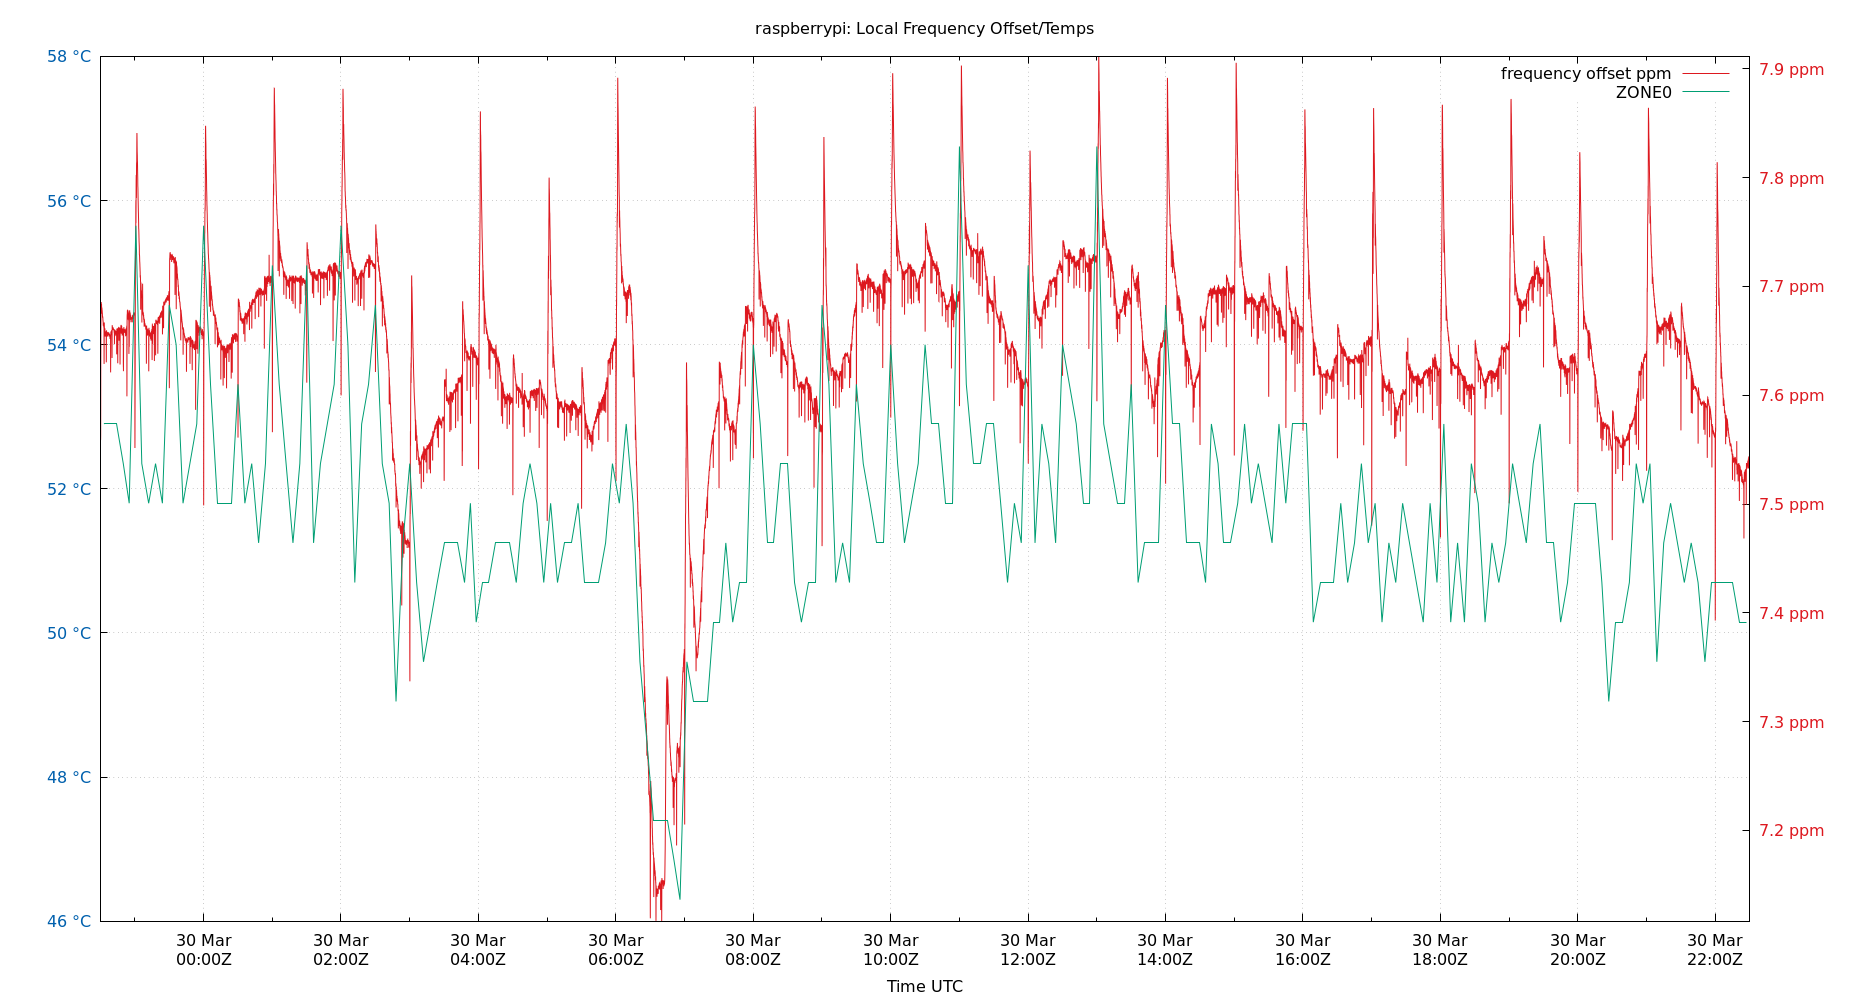 raspberrypi: Local Frequency Offset/Temps
58 °C
56 °C
54 °C
52 °C
50 °C
48 °C
46 °C
frequency offset ppm
ZONE0
7.9 ppm
7.8 ppm
7.7 ppm
7.6 ppm
7.5 ppm
7.4 ppm
7.3 ppm
7.2 ppm
30 Mar 30 Mar 30 Mar 30 Mar 30 Mar 30 Mar 30 Mar 30 Mar 30 Mar 30 Mar 30 Mar 30 Mar
00:00Z 02:00Z 04:00Z 06:00Z 08:00Z 10:00Z 12:00Z 14:00Z 16:00Z 18:00Z 20:00Z 22:00Z
Time UTC